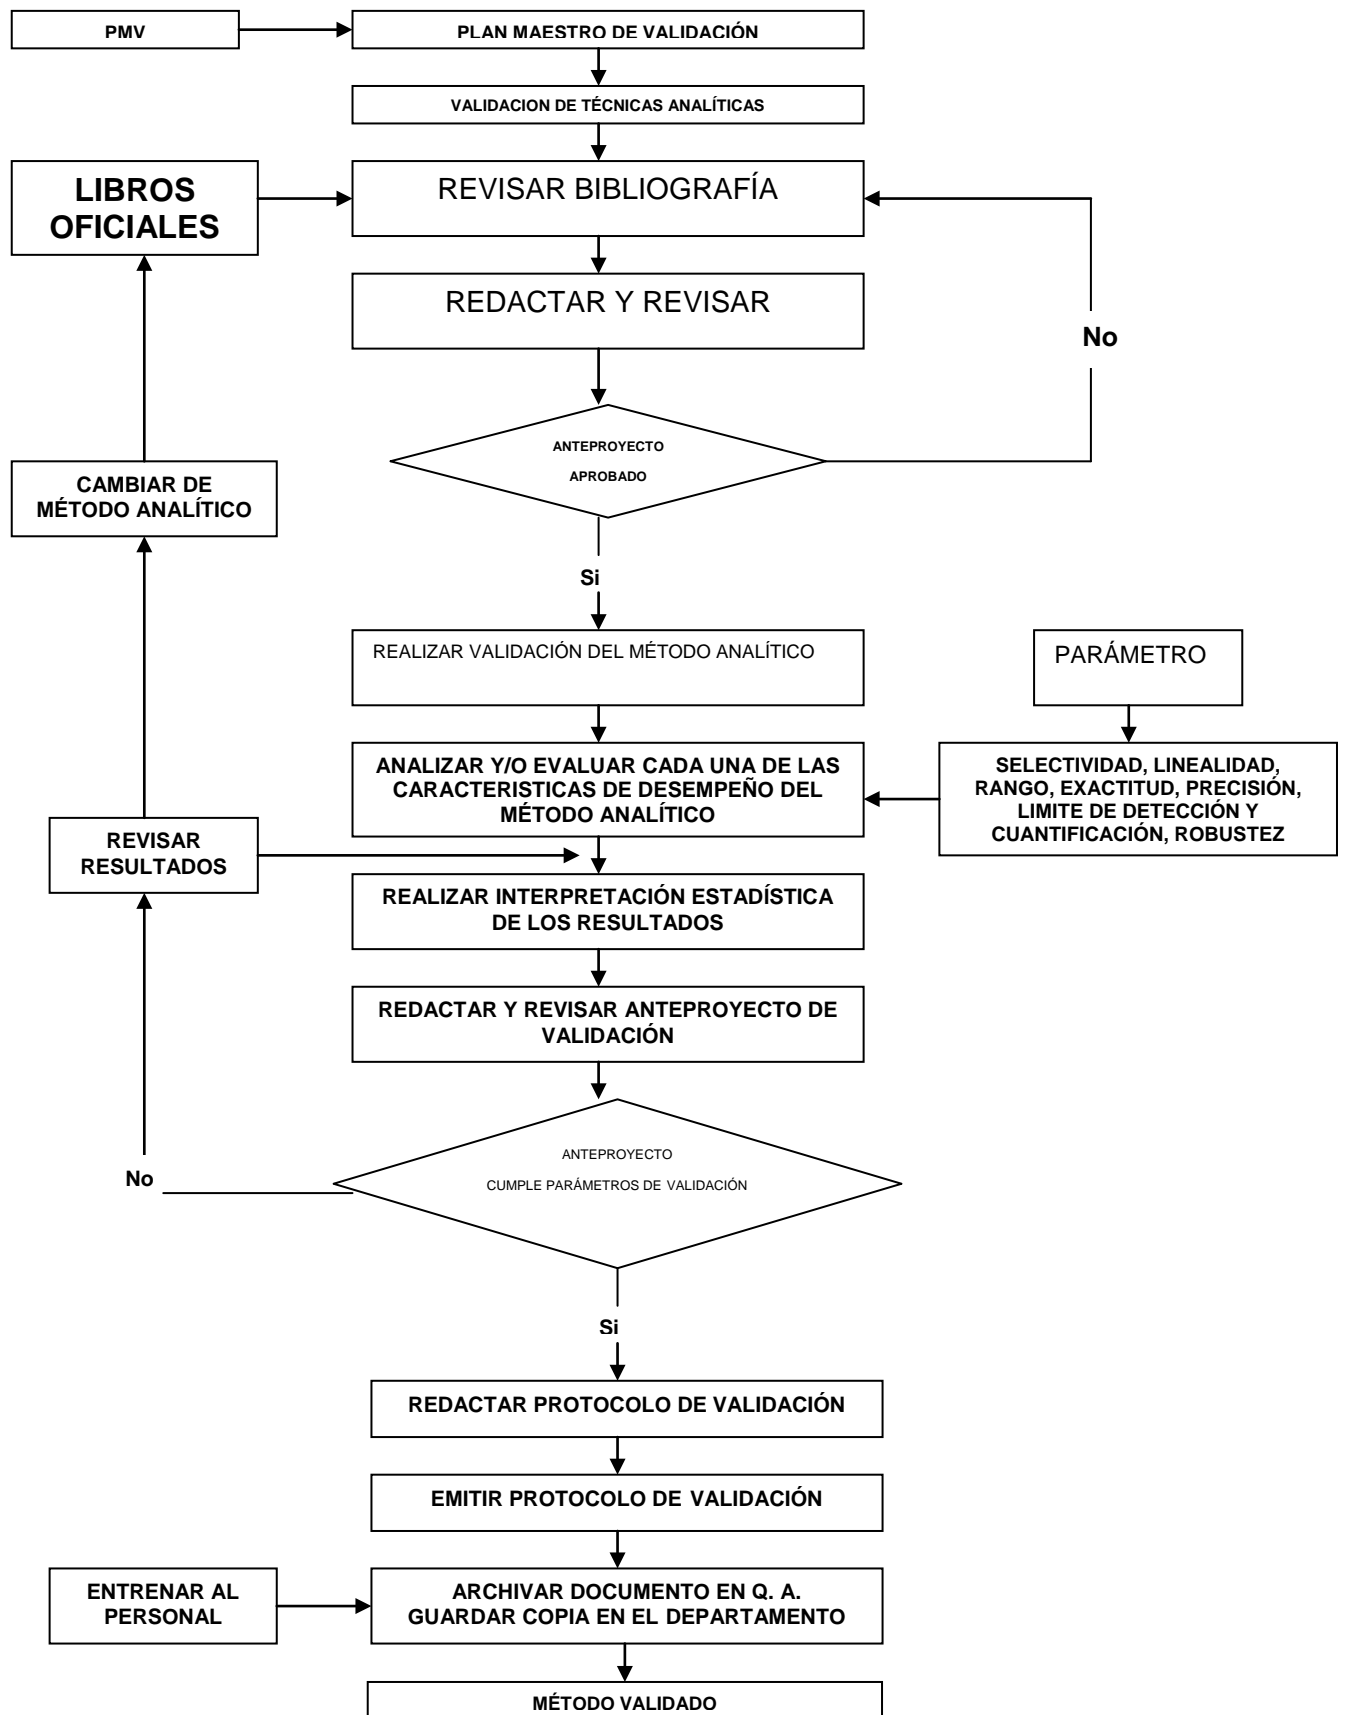 PMV
PLAN MAESTRO DE VALIDACIÓN
VALIDACION DE TÉCNICAS ANALÍTICAS
LIBROS
OFICIALES
REVISAR BIBLIOGRAFÍA
REDACTAR Y REVISAR
No
ANTEPROYECTO
APROBADO
CAMBIAR DE
MÉTODO ANALÍTICO
Si
REALIZAR VALIDACIÓN DEL MÉTODO ANALÍTICO
PARÁMETRO
ANALIZAR Y/O EVALUAR CADA UNA DE LAS
CARACTERISTICAS DE DESEMPEÑO DEL
MÉTODO ANALÍTICO
SELECTIVIDAD, LINEALIDAD,
RANGO, EXACTITUD, PRECISIÓN,
LIMITE DE DETECCIÓN Y
CUANTIFICACIÓN, ROBUSTEZ
REVISAR
RESULTADOS
REALIZAR INTERPRETACIÓN ESTADÍSTICA
DE LOS RESULTADOS
REDACTAR Y REVISAR ANTEPROYECTO DE
VALIDACIÓN
ANTEPROYECTO
CUMPLE PARÁMETROS DE VALIDACIÓN
No
Si
REDACTAR PROTOCOLO DE VALIDACIÓN
EMITIR PROTOCOLO DE VALIDACIÓN
ENTRENAR AL
PERSONAL
ARCHIVAR DOCUMENTO EN Q. A.
GUARDAR COPIA EN EL DEPARTAMENTO
MÉTODO VALIDADO